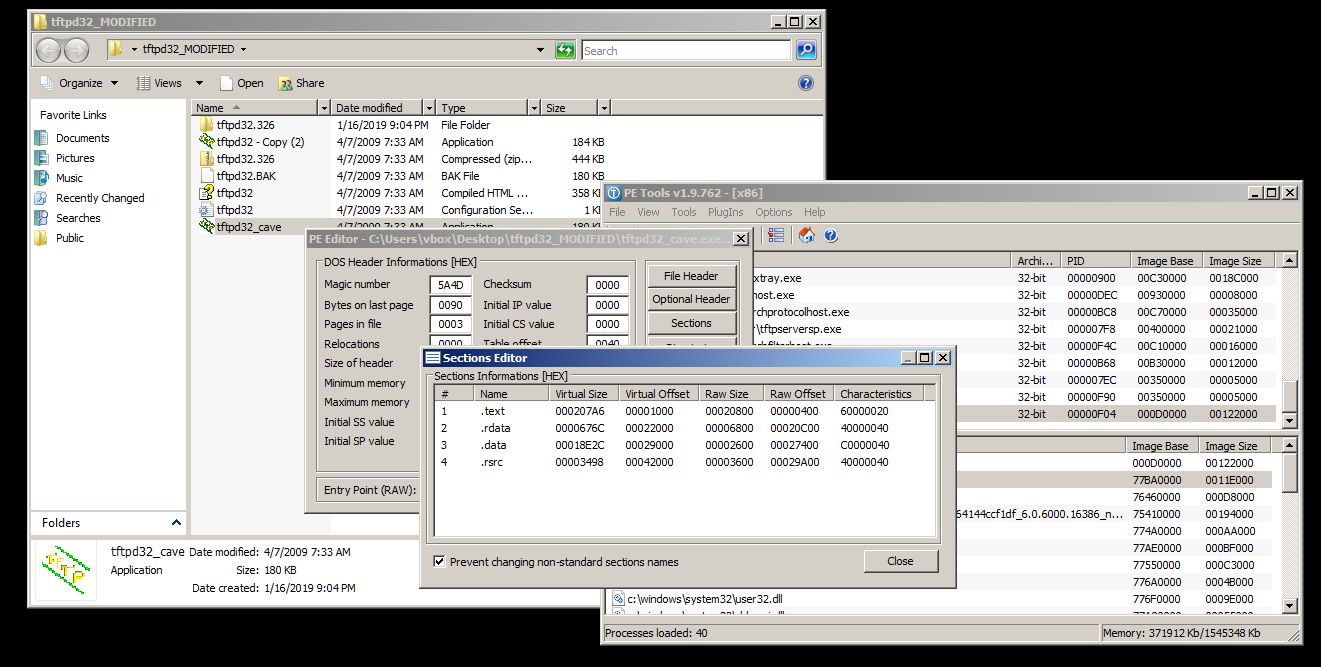 tftpd32_MODIFIED
tftpd32_MODIFIED
Search
Organize Views Open Share
Favorite Links
Documents
Pictures
Music
Recently Changed
Searches
Public
Folders
Name Date modified Type Size
tftpd32.326 1/16/2019 9:04 PM File Folder
tftpd32 - Copy (2) 4/7/2009 7:33 AM Application 184 KB
tftpd32.326 4/7/2009 7:33 AM Compressed (zip... 444 KB
tftpd32.BAK 4/7/2009 7:33 AM BAK File 180 KB
tftpd32 4/7/2009 7:33 AM Compiled HTML ... 358 K
tftpd32 4/7/2009 7:33 AM Configuration Se... 1 K
tftpd32_cave 4/7/2009 7:33 AM Application 180 KB
tftpd32_cave Date modified: 4/7/2009 7:33 AM
Application Size: 180 KB
Date created: 1/16/2019 9:04 PM
PE Editor - C:\Users\vbox\Desktop\tftpd32_MODIFIED\tftpd32_cave.exe...
DOS Header Informations [HEX]
Magic number 5A4D Checksum 0000
Bytes on last page 0090 Initial IP value 0000
Pages in file 0003 Initial CS value 0000
Relocations 0000 Table offset 0040
Size of header
Minimum memory
Maximum memory
Initial SS value
Initial SP value
Entry Point (RAW):
File Header
Optional Header
Sections
Sections Editor
Sections Informations [HEX]
# Name Virtual Size Virtual Offset Raw Size Raw Offset Characteristics
1 .text 000207A6 00001000 00020800 00000400 60000020
2 .rdata 0000676C 00022000 00006800 00020C00 40000040
3 .data 00018E2C 00029000 00002600 00027400 C0000040
4 .rsrc 00003498 00042000 00003600 00029A00 40000040
Prevent changing non-standard sections names
Close
PE Tools v1.9.762 - [x86]
File View Tools PlugIns Options Help
Archi... PID Image Base Image Size
xtray.exe 32-bit 00000900 00C30000 0018C000
host.exe 32-bit 00000DEC 00930000 00008000
rchprotocolhost.exe 32-bit 00000BC8 00C70000 00035000
r\tftpserversp.exe 32-bit 000007F8 00400000 00021000
32-bit 00000F4C 00C10000 00016000
32-bit 00000B68 00B30000 00012000
32-bit 000007EC 00350000 00005000
32-bit 00000F90 00350000 00005000
32-bit 00000F04 000D0000 00122000
Image Base Image Size
000D0000 00122000
77BA0000 0011E000
76460000 000D8000
64144ccf1df_6.0.6000.16386_n... 75410000 00194000
774A0000 000AA000
77AE0000 000BF000
77550000 000C3000
776A0000 0004B000
c:\windows\system32\user32.dll 776F0000 0009E000
Processes loaded: 40
Memory: 371912 Kb/1545348 Kb